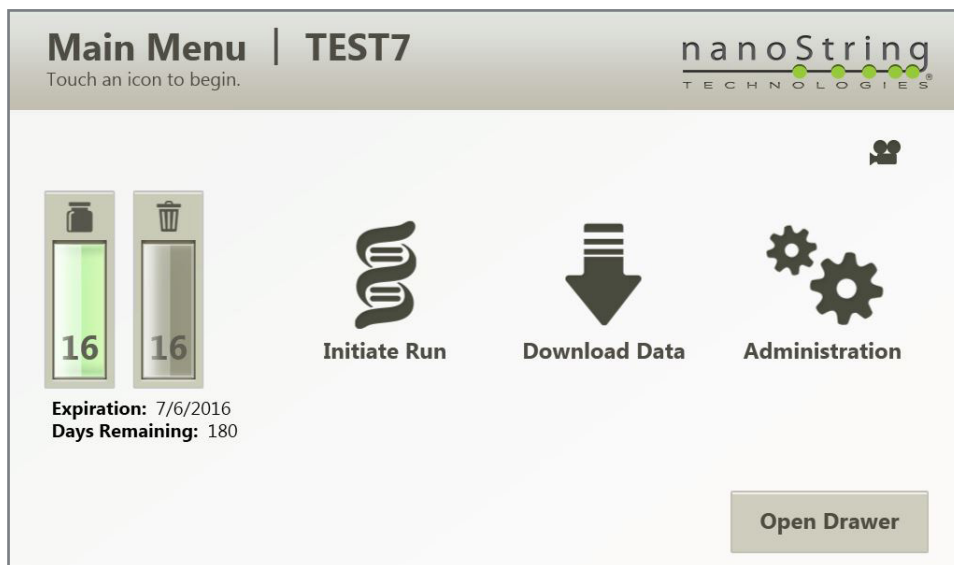 Main Menu | TEST7
Touch an icon to begin.
nanoString
TECHNOLOGIES®
16
16
Initiate Run
Download Data
Administration
Expiration: 7/6/2016
Days Remaining: 180
Open Drawer